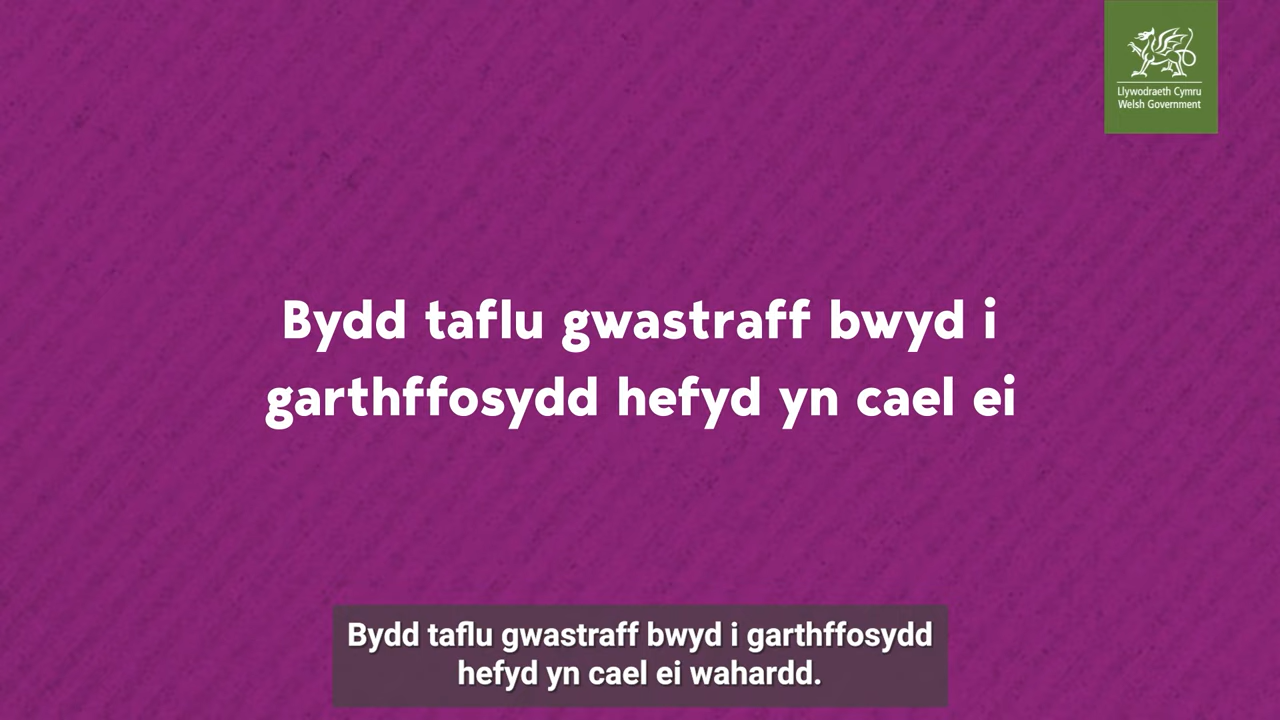 Llywodraeth Cymru
Welsh Government
Bydd taflu gwastraff bwyd i
garthffosydd hefyd yn cael ei
Bydd taflu gwastraff bwyd i garthffosydd
hefyd yn cael ei wahardd.